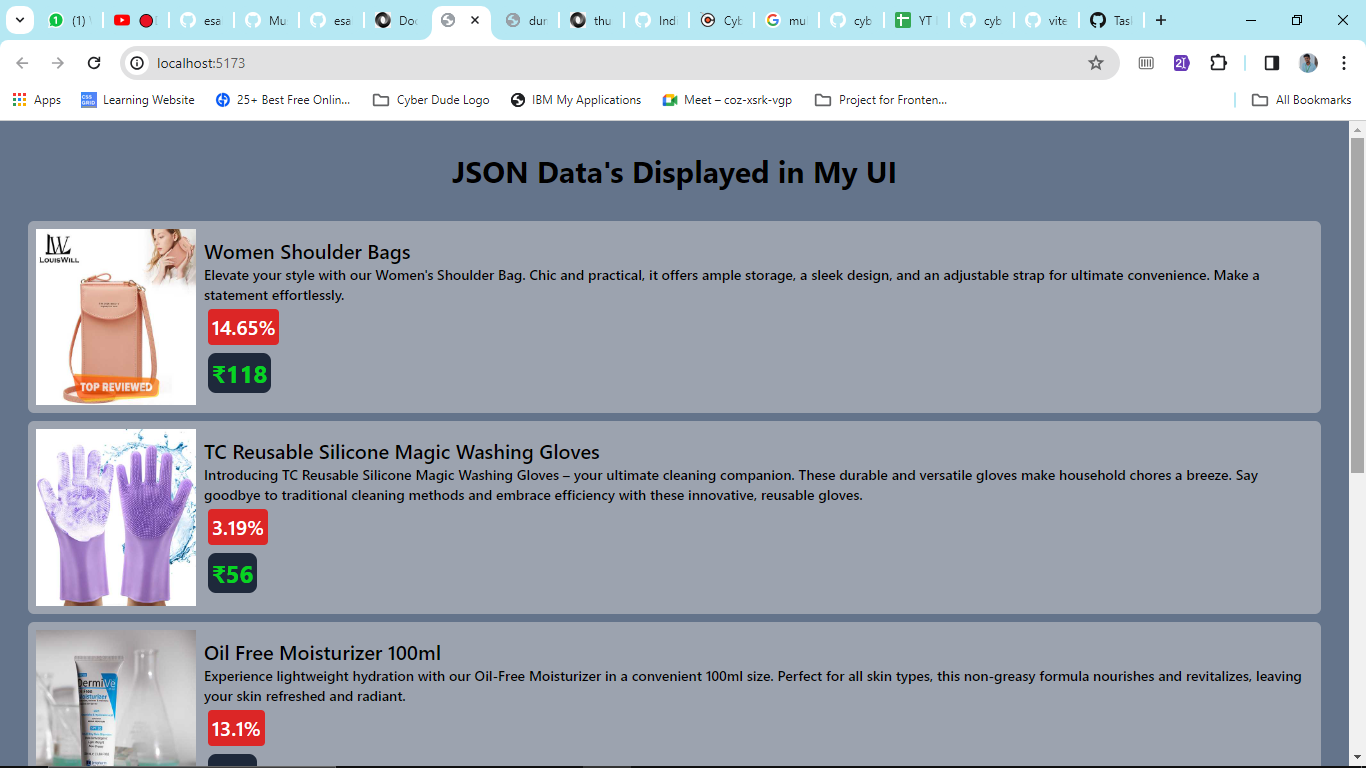 (1)
esa
Mu
esa
Doc
dur
thu
Indi
Cyb
mul
cyb
YT
cyb
vite
Tas
localhost:5173
Apps
Learning Website
25+ Best Free Onlin...
Cyber Dude Logo
IBM My Applications
Meet – coz-xsrk-vgp
Project for Fronten...
All Bookmarks
JSON Data's Displayed in My UI
LW
LOUISWILL
TOP REVIEWED
Women Shoulder Bags
Elevate your style with our Women's Shoulder Bag. Chic and practical, it offers ample storage, a sleek design, and an adjustable strap for ultimate convenience. Make a
statement effortlessly.
14.65%
₹118
TC Reusable Silicone Magic Washing Gloves
Introducing TC Reusable Silicone Magic Washing Gloves – your ultimate cleaning companion. These durable and versatile gloves make household chores a breeze. Say
goodbye to traditional cleaning methods and embrace efficiency with these innovative, reusable gloves.
3.19%
₹56
DermiVe
Oil Free Moisturizer 100ml
Experience lightweight hydration with our Oil-Free Moisturizer in a convenient 100ml size. Perfect for all skin types, this non-greasy formula nourishes and revitalizes, leaving
your skin refreshed and radiant.
13.1%